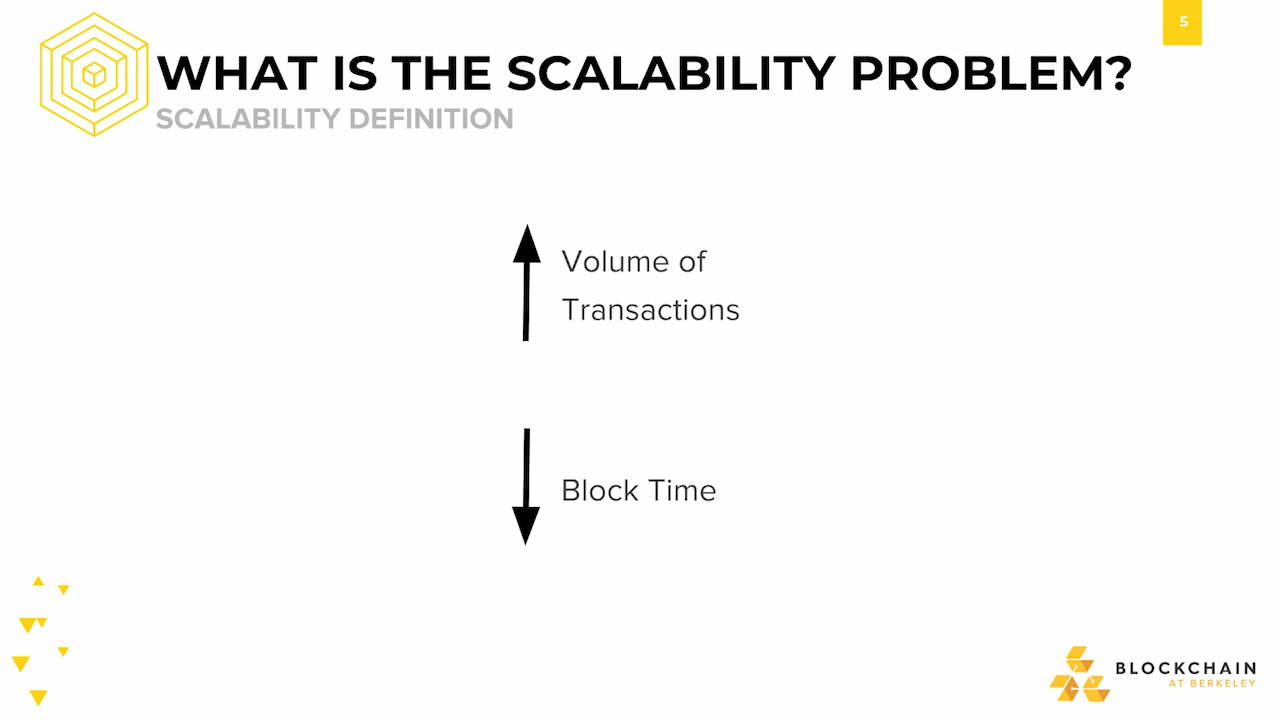 5
WHAT IS THE SCALABILITY PROBLEM?
SCALABILITY DEFINITION
Volume of
Transactions
Block Time
BLOCKCHAIN
AT BERKELEY